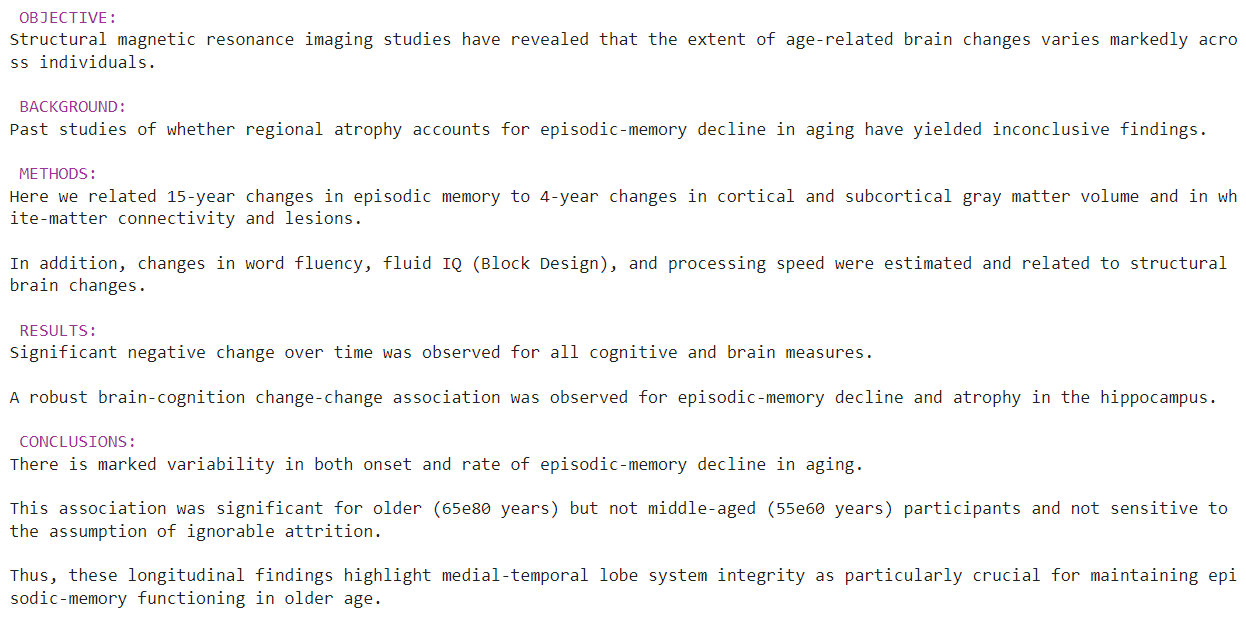 OBJECTIVE:
Structural magnetic resonance imaging studies have revealed that the extent of age-related brain changes varies markedly acro
ss individuals.
BACKGROUND:
Past studies of whether regional atrophy accounts for episodic-memory decline in aging have yielded inconclusive findings.
METHODS:
Here we related 15-year changes in episodic memory to 4-year changes in cortical and subcortical gray matter volume and in wh
ite-matter connectivity and lesions.
In addition, changes in word fluency, fluid IQ (Block Design), and processing speed were estimated and related to structural
brain changes.
RESULTS:
Significant negative change over time was observed for all cognitive and brain measures.
A robust brain-cognition change-change association was observed for episodic-memory decline and atrophy in the hippocampus.
CONCLUSIONS:
There is marked variability in both onset and rate of episodic-memory decline in aging.
This association was significant for older (65e80 years) but not middle-aged (55e60 years) participants and not sensitive to
the assumption of ignorable attrition.
Thus, these longitudinal findings highlight medial-temporal lobe system integrity as particularly crucial for maintaining epi
sodic-memory functioning in older age.